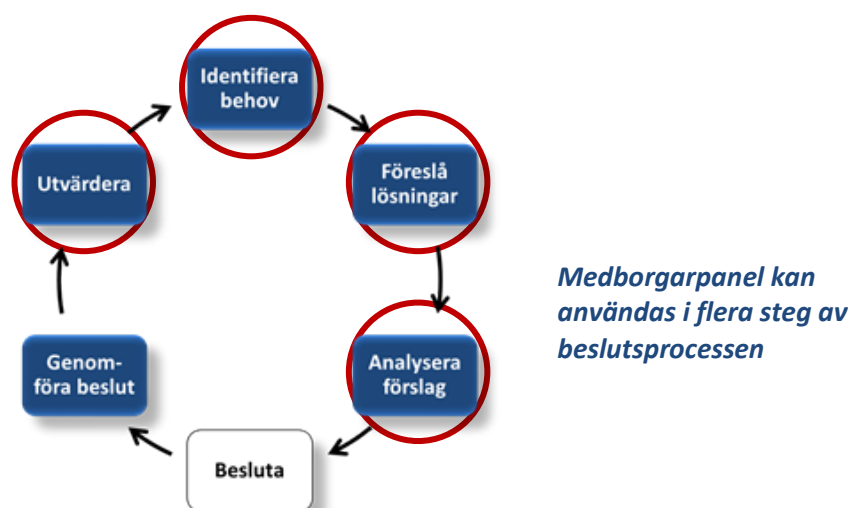 Identifiera
behov
Föreslå
lösningar
Analysera
förslag
Besluta
Genom-
föra beslut
Utvärdera
Medborgarpanel kan
användas i flera steg av
beslutsprocessen